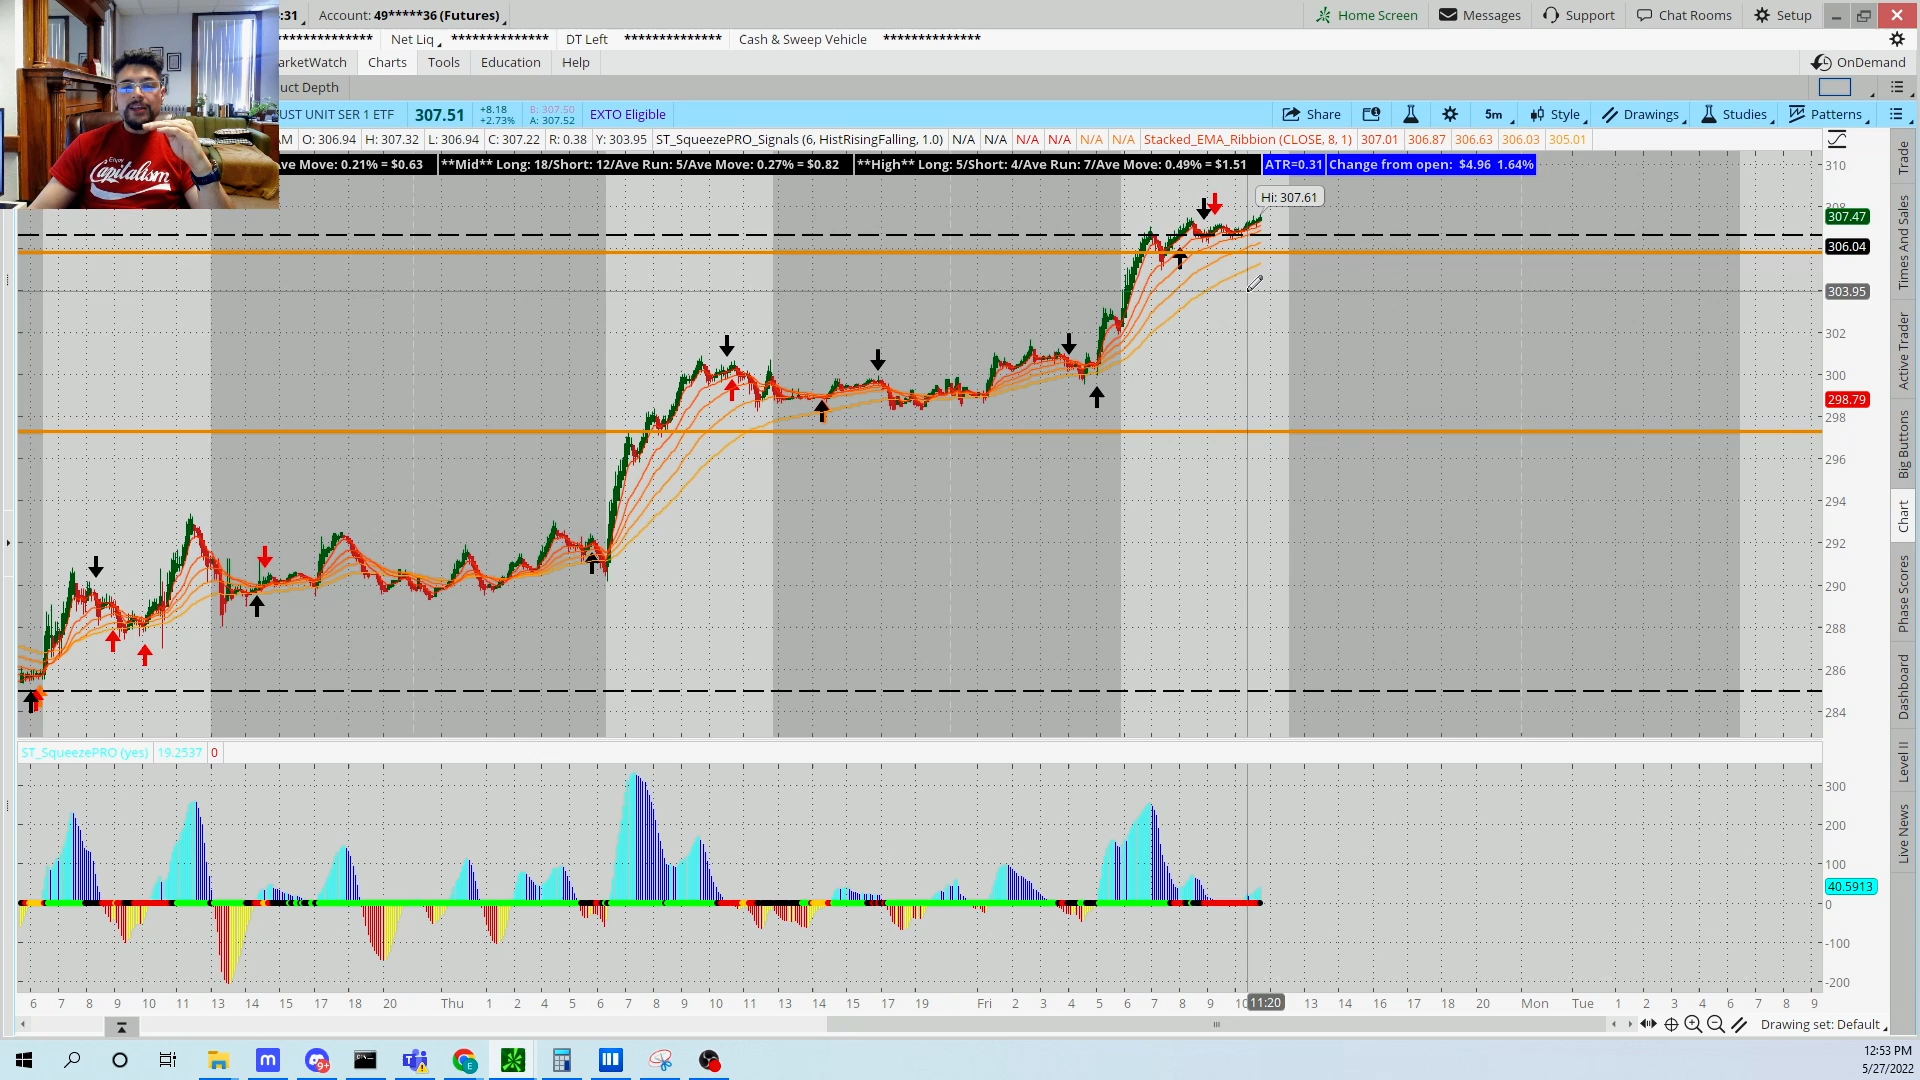 :31 Account: 49*****36 (Futures) Home Screen Messages Support Chat Rooms Setup
************** Net Liq ************** DT Left ************** Cash & Sweep Vehicle **************
arketWatch Charts Tools Education Help OnDemand
uct Depth
UST UNIT SER 1 ETF 307.51 +8.18 +2.73% B: 307.50 A: 307.52 EXTO Eligible Share 5m Style Drawings Studies Patterns
O: 306.94 H: 307.32 L: 306.94 C: 307.22 R: 0.38 Y: 303.95 ST_SqueezePRO_Signals (6, HistRisingFalling, 1.0) N/A N/A N/A N/A N/A N/A Stacked_EMA_Ribbion (CLOSE, 8, 1) 307.01 306.87 306.63 306.03 305.01
ve Move: 0.21% = $0.63 **Mid** Long: 18/Short: 12/Ave Run: 5/Ave Move: 0.27% = $0.82 **High** Long: 5/Short: 4/Ave Run: 7/Ave Move: 0.49% = $1.51 ATR=0.31 Change from open: $4.96 1.64%
Enjoy
Capitalism
Hi: 307.61
310
308
307.47
306.04
303.95
302
300
298.79
298
296
294
292
290
288
286
284
Trade
Times And Sales
Active Trader
Big Buttons
Chart
Phase Scores
Dashboard
Level II
Live News
ST_SqueezePRO (yes) 19.2537 0
300
200
100
40.5913
0
-100
-200
6 7 8 9 10 11 13 14 15 17 18 20 Thu 1 2 4 5 6 7 8 9 10 11 13 14 15 17 19 Fri 1 2 3 4 5 6 7 8 9 10 11:20 13 14 16 17 18 20 Mon Tue 1 2 3 4 6 7 8 9
Drawing set: Default
9+
12:53 PM
5/27/2022